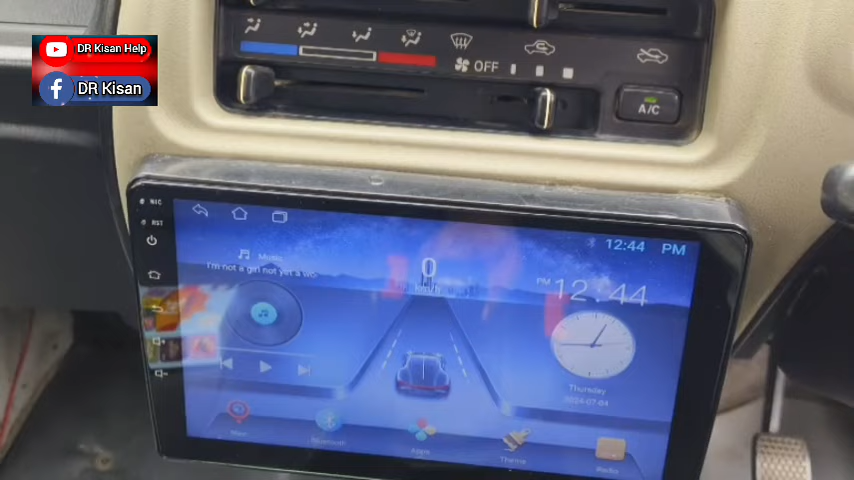 DR Kisan Help
DR Kisan
OFF
A/C
MIC
RST
12:44 PM
Music
I'm not a girl not yet a wo
0
km/h
PM 12:44
Thursday
2024-07-04
Bluetooth
Apps
Theme
Radio